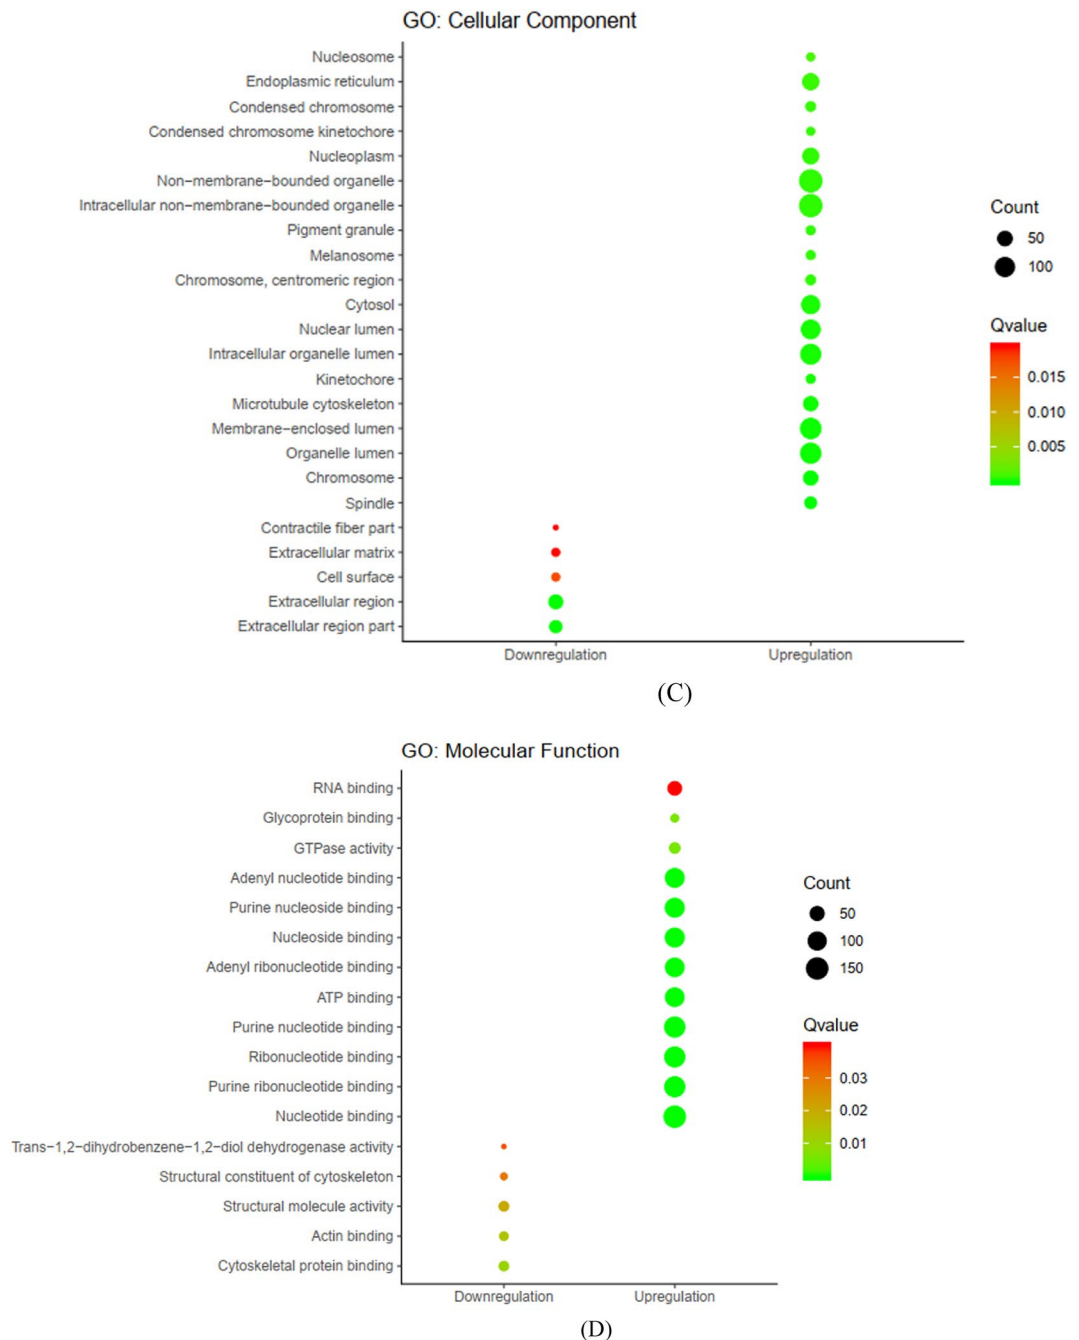 GO: Cellular Component
Nucleosome
Endoplasmic reticulum
Condensed chromosome
Condensed chromosome kinetochore
Nucleoplasm
Non−membrane−bounded organelle
Intracellular non−membrane−bounded organelle
Pigment granule
Melanosome
Chromosome, centromeric region
Cytosol
Nuclear lumen
Intracellular organelle lumen
Kinetochore
Microtubule cytoskeleton
Membrane−enclosed lumen
Organelle lumen
Chromosome
Spindle
Contractile fiber part
Extracellular matrix
Cell surface
Extracellular region
Extracellular region part
Downregulation
Upregulation
Count
50
100
Qvalue
0.015
0.010
0.005
(C)
GO: Molecular Function
RNA binding
Glycoprotein binding
GTPase activity
Adenyl nucleotide binding
Purine nucleoside binding
Nucleoside binding
Adenyl ribonucleotide binding
ATP binding
Purine nucleotide binding
Ribonucleotide binding
Purine ribonucleotide binding
Nucleotide binding
Trans−1,2−dihydrobenzene−1,2−diol dehydrogenase activity
Structural constituent of cytoskeleton
Structural molecule activity
Actin binding
Cytoskeletal protein binding
Downregulation
Upregulation
Count
50
100
150
Qvalue
0.03
0.02
0.01
(D)